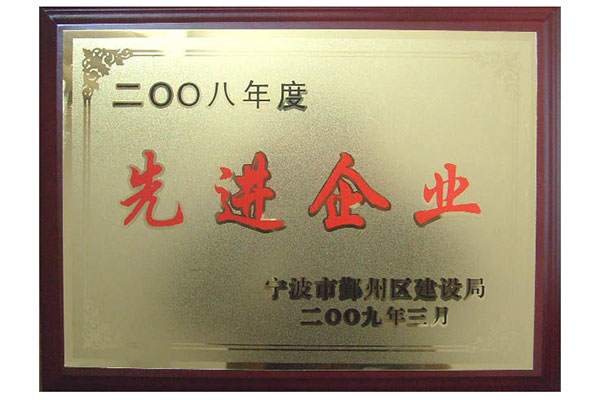 二〇〇八年度
先进企业
宁波市鄞州区建设局
二〇〇九年三月